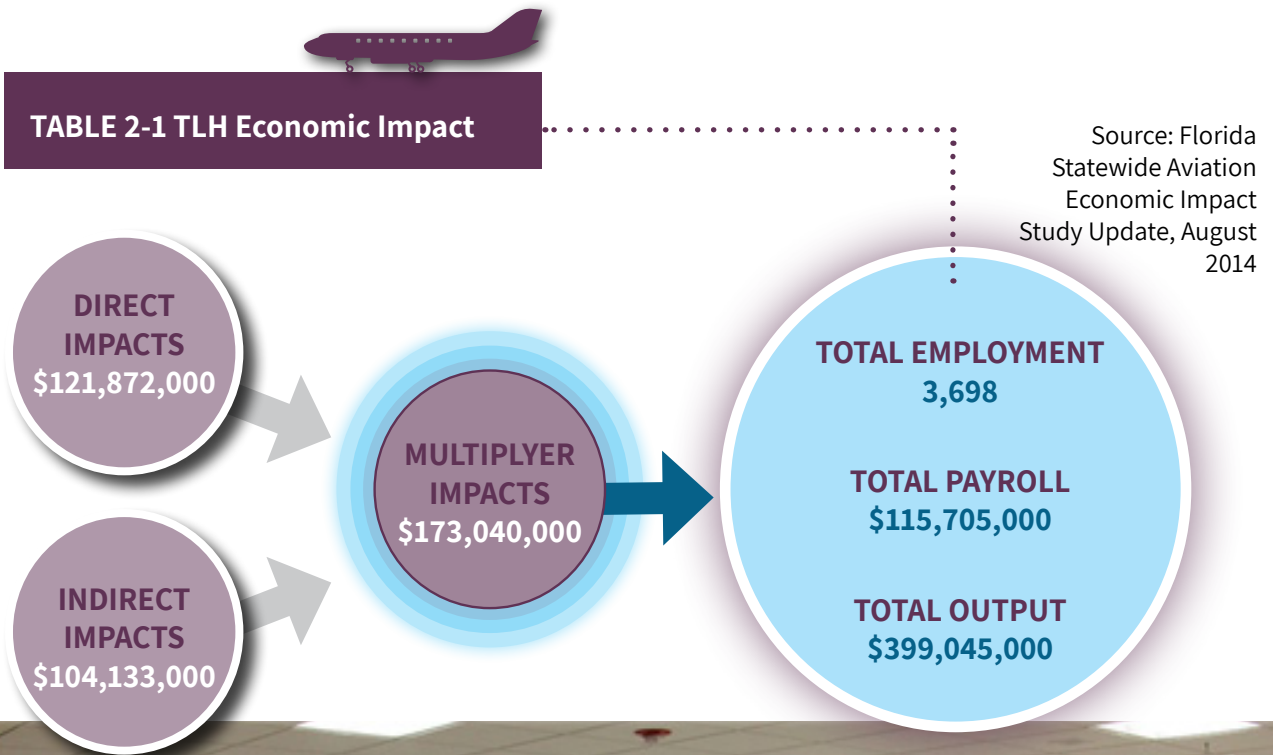 TABLE 2-1 TLH Economic Impact
Source: Florida
Statewide Aviation
Economic Impact
Study Update, August
2014
DIRECT
IMPACTS
$121,872,000
INDIRECT
IMPACTS
$104,133,000
MULTIPLYER
IMPACTS
$173,040,000
TOTAL EMPLOYMENT
3,698
TOTAL PAYROLL
$115,705,000
TOTAL OUTPUT
$399,045,000